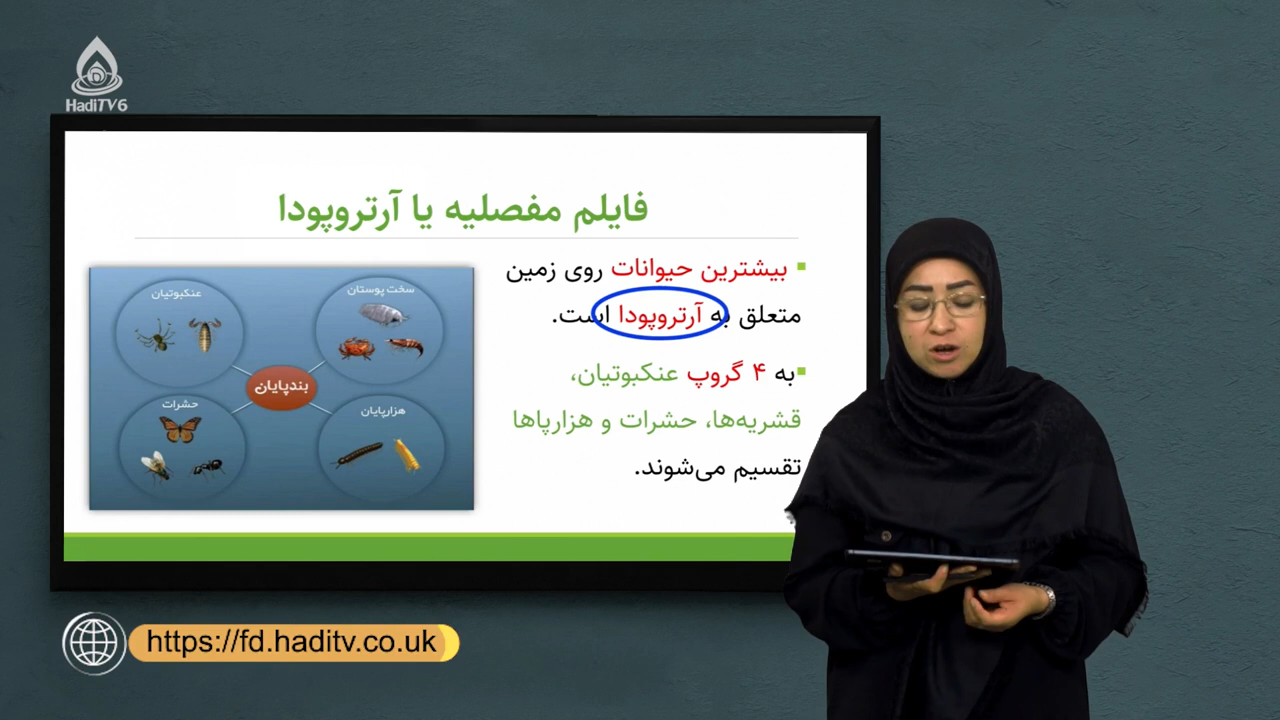 HadiTV6
فایلم مفصلیه یا آرتروپودا
بیشترین حیوانات روی زمین
متعلق به آرتروپودا است.
به ۴ گروپ عنکبوتیان،
قشریه‌ها، حشرات و هزارپاها
تقسیم می‌شوند.
سخت پوستان
عنکبوتیان
بندپایان
هزارپایان
حشرات
https://fd.haditv.co.uk